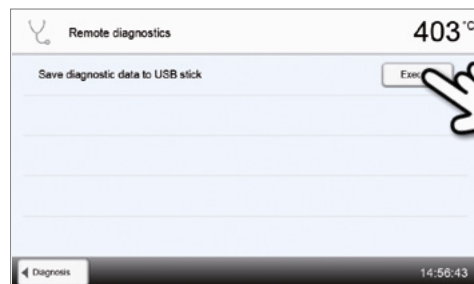 Remote diagnostics
403 °C
Save diagnostic data to USB stick
Diagnosis
14:56:43